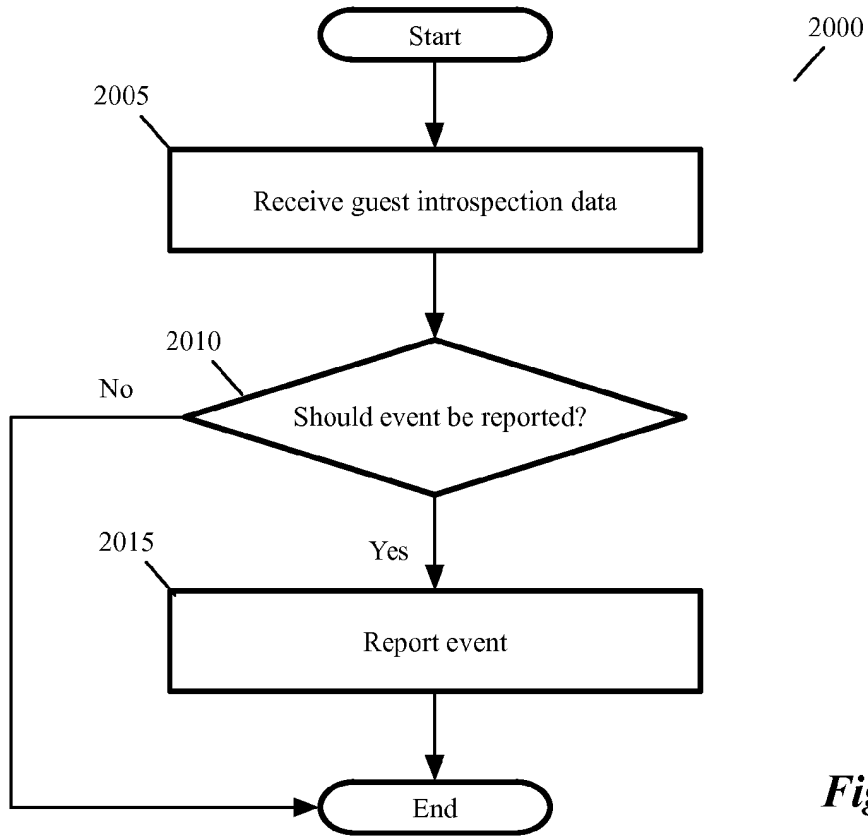 Start
2000
2005
Receive guest introspection data
2010
No
Should event be reported?
2015
Yes
Report event
End